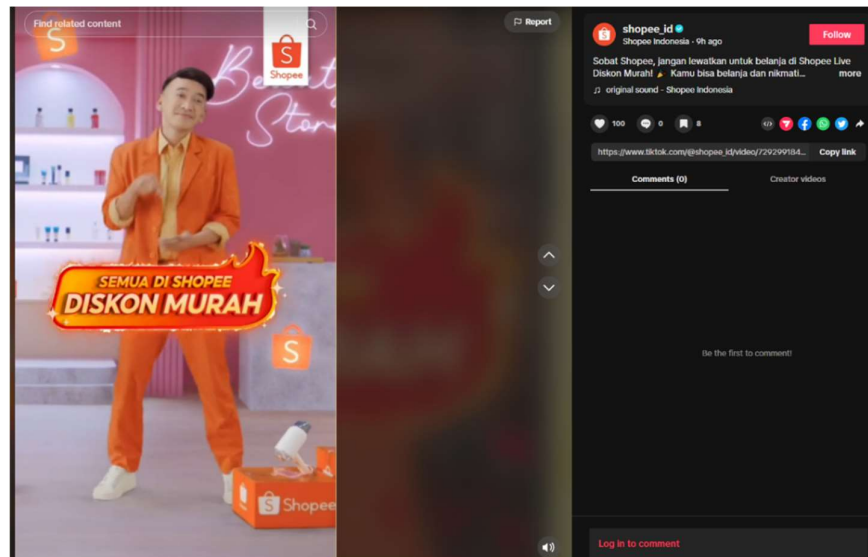 Find related content
S
S
Shopee
Beauty
Store
SEMUA DI SHOPEE
DISKON MURAH
S
S Shopee
Report
shopee_id
Shopee Indonesia · 9h ago
Follow
Sobat Shopee, jangan lewatkan untuk belanja di Shopee Live
Diskon Murah! 🎉 Kamu bisa belanja dan nikmati... more
♫ original sound - Shopee Indonesia
100
0
8
https://www.tiktok.com/@shopee_id/video/729299184...
Copy link
Comments (0)
Creator videos
Be the first to comment!
Log in to comment